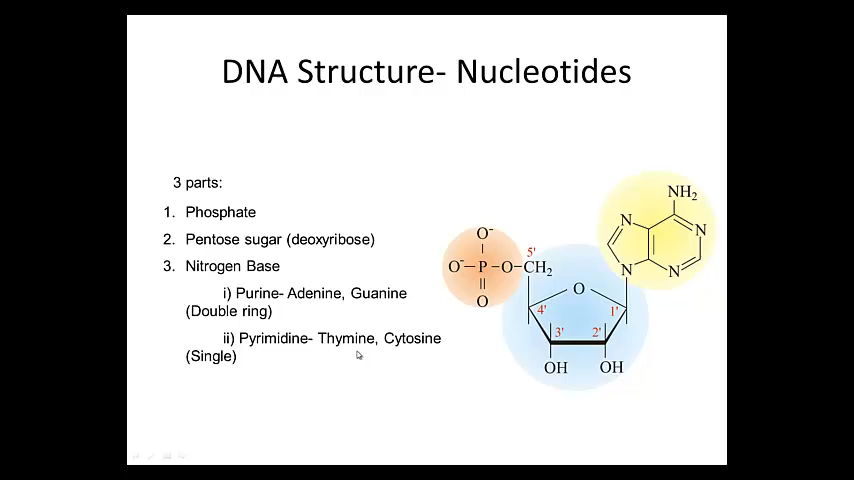 DNA Structure- Nucleotides
3 parts:
1. Phosphate
2. Pentose sugar (deoxyribose)
3. Nitrogen Base
i) Purine- Adenine, Guanine
(Double ring)
ii) Pyrimidine- Thymine, Cytosine
(Single)
NH2
N
N
N
N
O-
O- P O CH2
O
5'
O
4'
1'
3'
2'
OH
OH